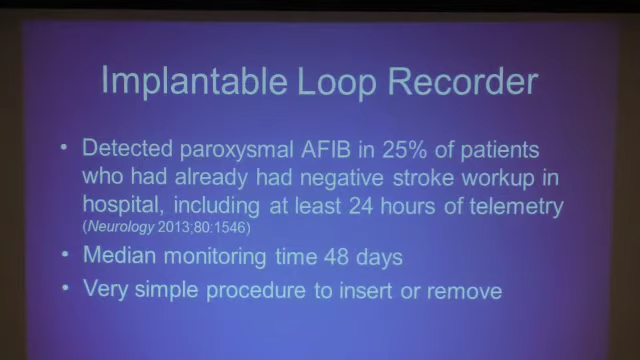 Implantable Loop Recorder
• Detected paroxysmal AFIB in 25% of patients
who had already had negative stroke workup in
hospital, including at least 24 hours of telemetry
(Neurology 2013;80:1546)
• Median monitoring time 48 days
• Very simple procedure to insert or remove